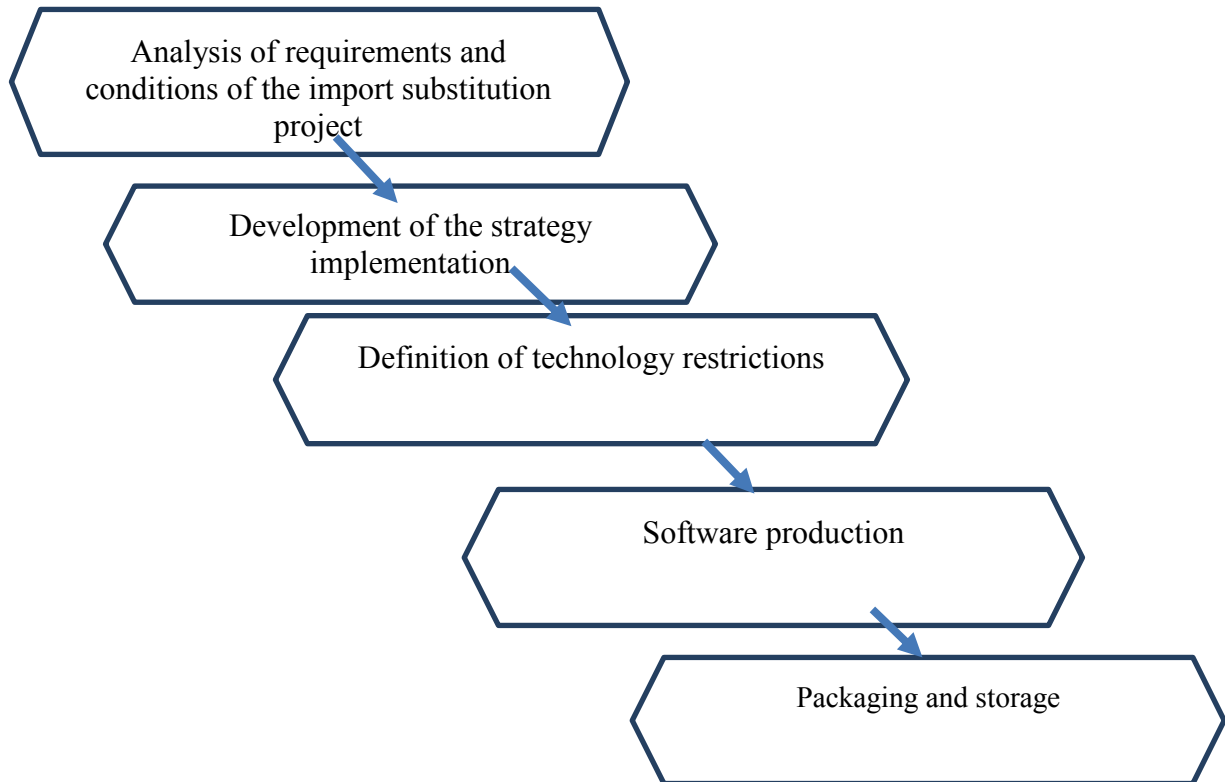 Analysis of requirements and
conditions of the import substitution
project
Development of the strategy
implementation
Definition of technology restrictions
Software production
Packaging and storage